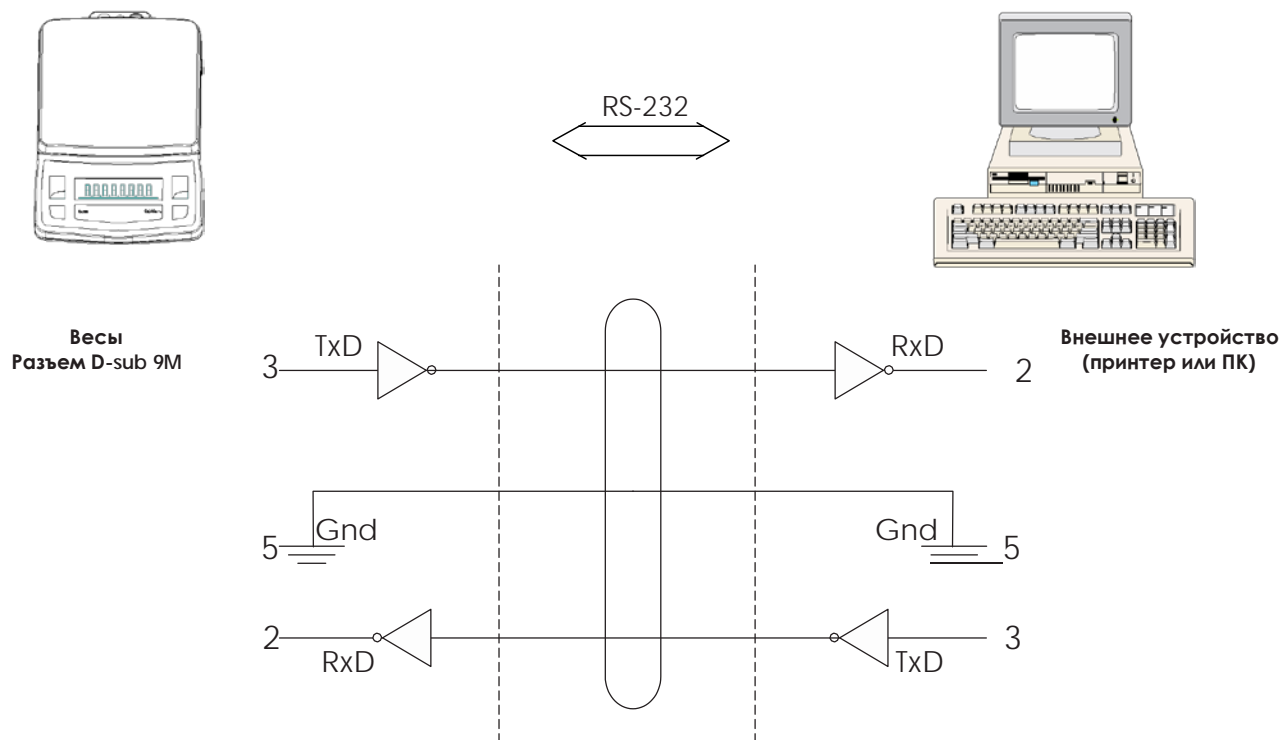 RS-232
Весы
Разъем D-sub 9M
Внешнее устройство
(принтер или ПК)
3
TxD
RxD
2
5
Gnd
Gnd
5
2
RxD
TxD
3